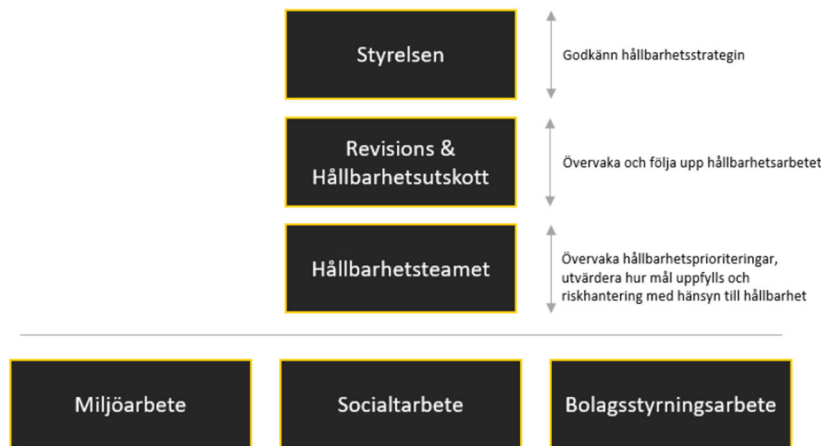 Styrelsen
Godkänn hållbarhetsstrategin
Revisions &
Hållbarhetsutskott
Övervaka och följa upp hållbarhetsarbetet
Hållbarhetsteamet
Övervaka hållbarhetsprioriteringar,
utvärdera hur mål uppfylls och
riskhantering med hänsyn till hållbarhet
Miljöarbete
Socialtarbete
Bolagsstyrningsarbete